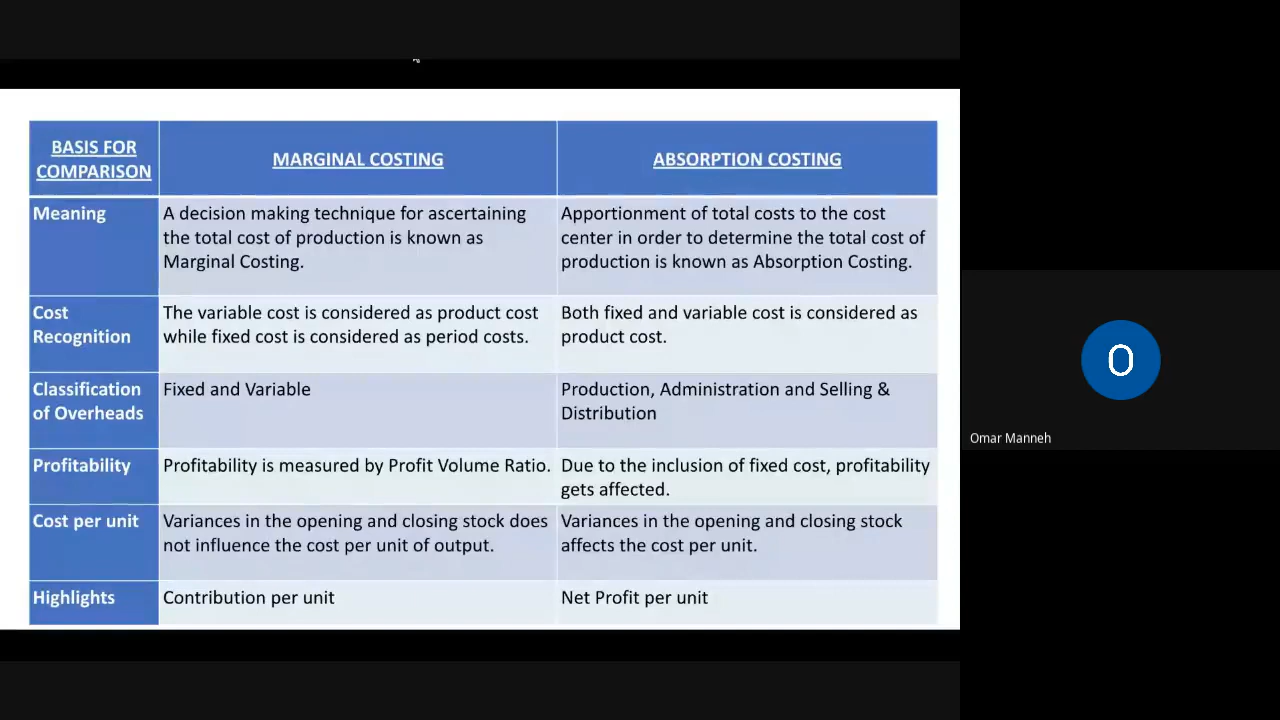 BASIS FOR
COMPARISON
MARGINAL COSTING
ABSORPTION COSTING
Meaning
A decision making technique for ascertaining
the total cost of production is known as
Marginal Costing.
Apportionment of total costs to the cost
center in order to determine the total cost of
production is known as Absorption Costing.
Cost
Recognition
The variable cost is considered as product cost
while fixed cost is considered as period costs.
Both fixed and variable cost is considered as
product cost.
Classification
of Overheads
Fixed and Variable
Production, Administration and Selling &
Distribution
Profitability
Profitability is measured by Profit Volume Ratio.
Due to the inclusion of fixed cost, profitability
gets affected.
Cost per unit
Variances in the opening and closing stock does
not influence the cost per unit of output.
Variances in the opening and closing stock
affects the cost per unit.
Highlights
Contribution per unit
Net Profit per unit
O
Omar Manneh